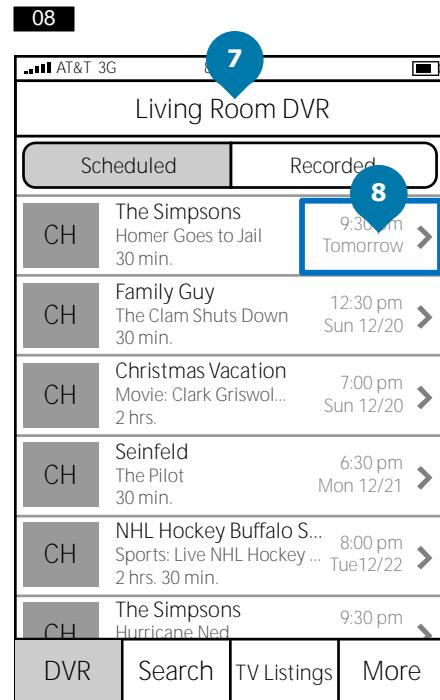 08
AT&T 3G
7
Living Room DVR
Scheduled Recorded
8
The Simpsons
Homer Goes to Jail
30 min.
9:30 pm
Tomorrow
CH
Family Guy
The Clam Shuts Down
30 min.
12:30 pm
Sun 12/20
CH
Christmas Vacation
Movie: Clark Griswol...
2 hrs.
7:00 pm
Sun 12/20
CH
Seinfeld
The Pilot
30 min.
6:30 pm
Mon 12/21
CH
NHL Hockey Buffalo S...
Sports: Live NHL Hockey ...
2 hrs. 30 min.
8:00 pm
Tue12/22
CH
The Simpsons
Hurricane Ned
9:30 pm
CH
DVR Search TV Listings More